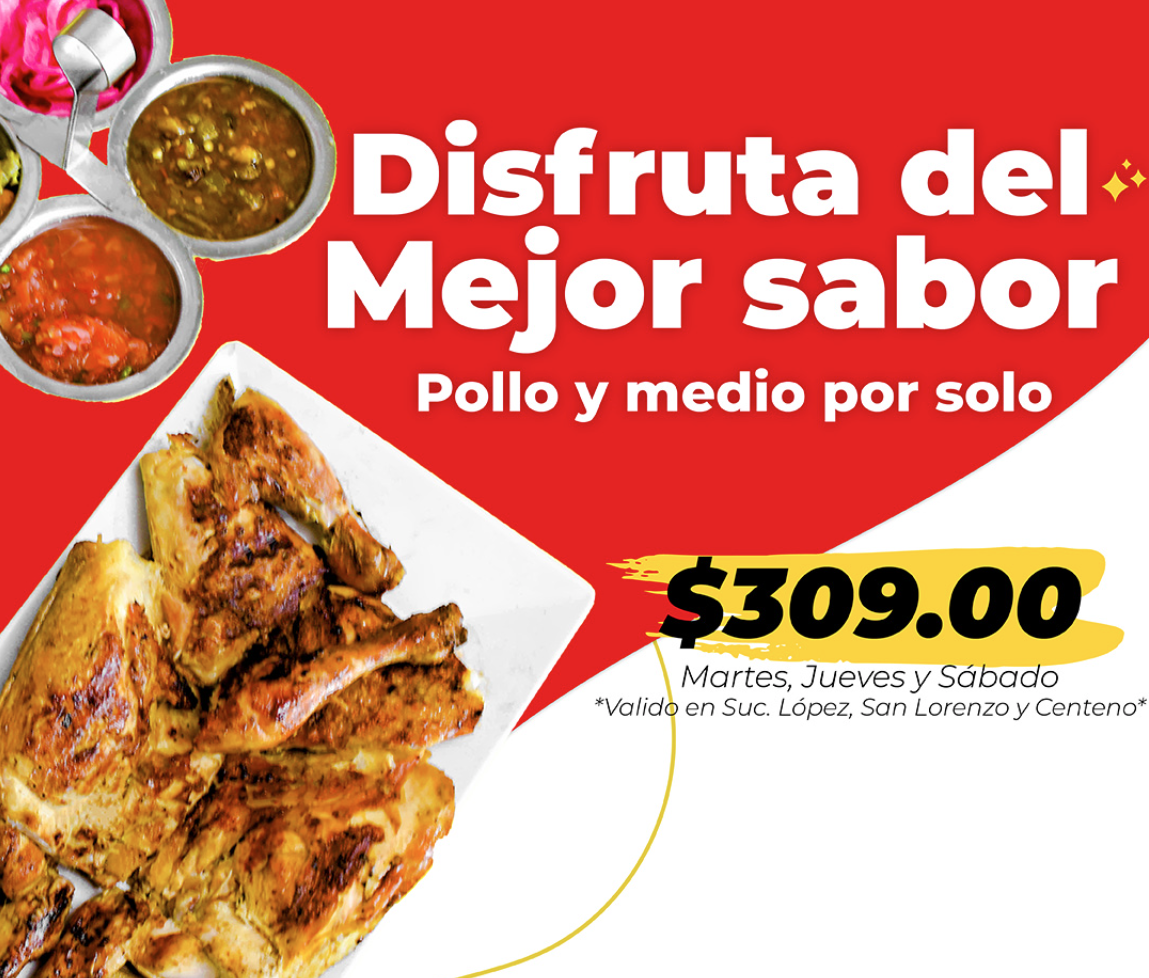 Disfruta del
Mejor sabor
Pollo y medio por solo
$309.00
Martes, Jueves y Sábado
*Valido en Suc. López, San Lorenzo y Centeno*